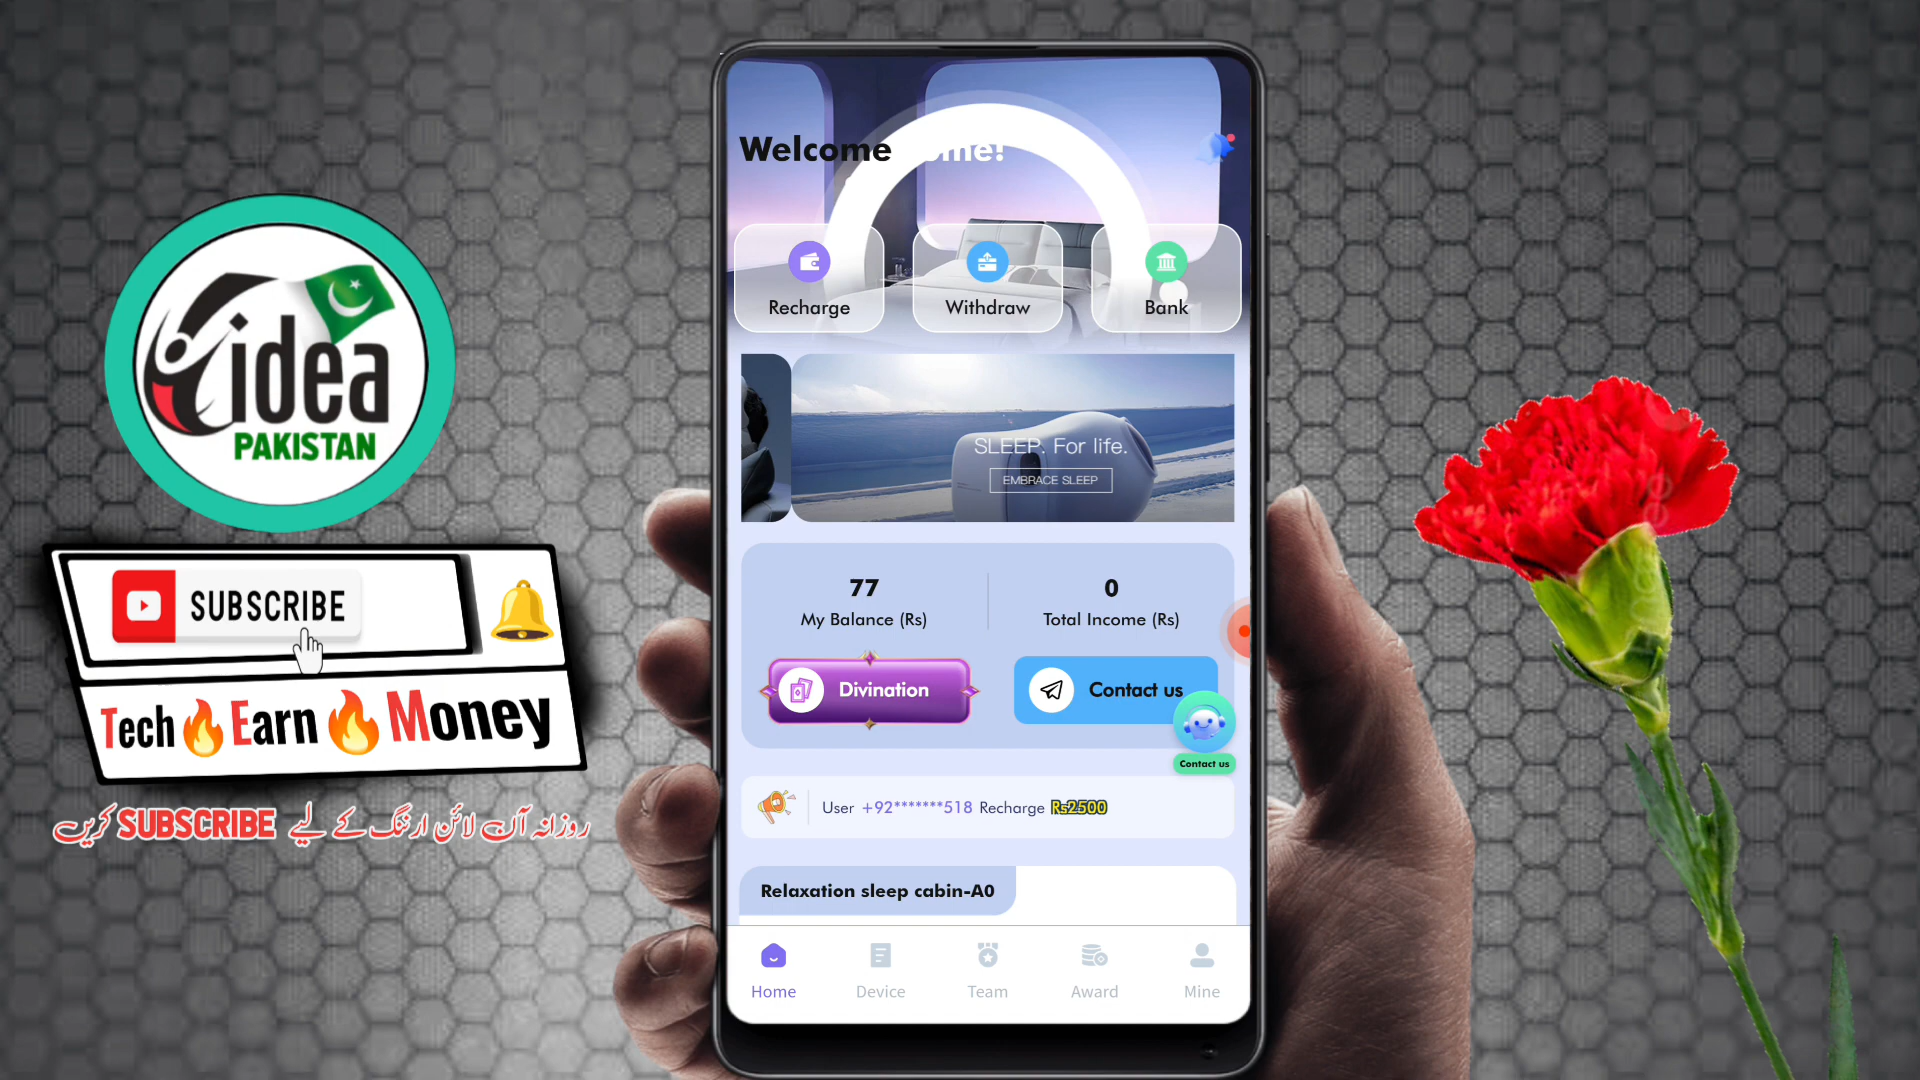 idea
PAKISTAN
SUBSCRIBE
Tech Earn Money
روزانہ آن لائن ارننگ کے لیے SUBSCRIBE کریں
Welcome
Recharge
Withdraw
Bank
SLEEP. For life.
EMBRACE SLEEP
77
My Balance (Rs)
0
Total Income (Rs)
Divination
Contact us
Contact us
User +92*******518 Recharge Rs2500
Relaxation sleep cabin-A0
Home
Device
Team
Award
Mine